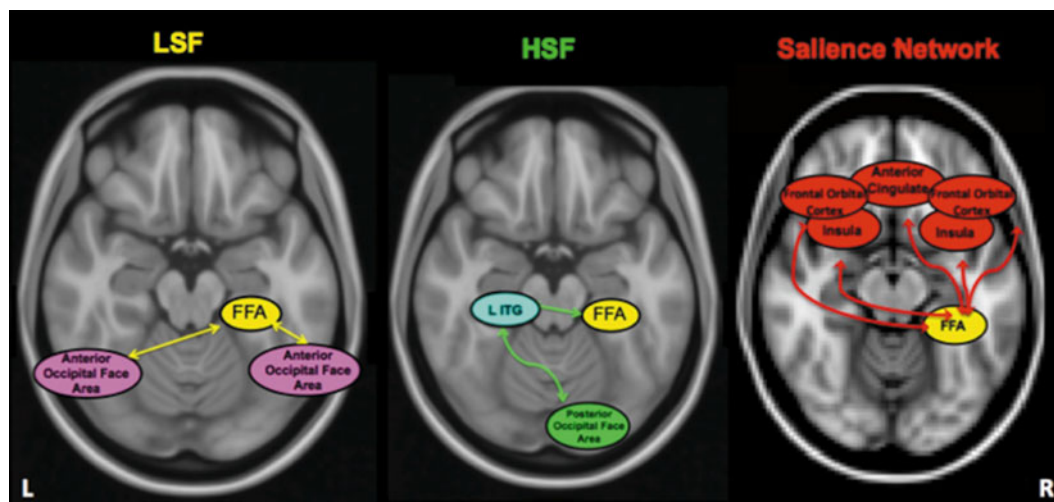 LSF
HSF
Salience Network
FFA
Anterior
Occipital Face
Area
Anterior
Occipital Face
Area
L ITG
FFA
Posterior
Occipital Face
Area
Anterior
Cingulate
Frontal Orbital
Cortex
Frontal Orbital
Cortex
Insula
Insula
FFA
L
R